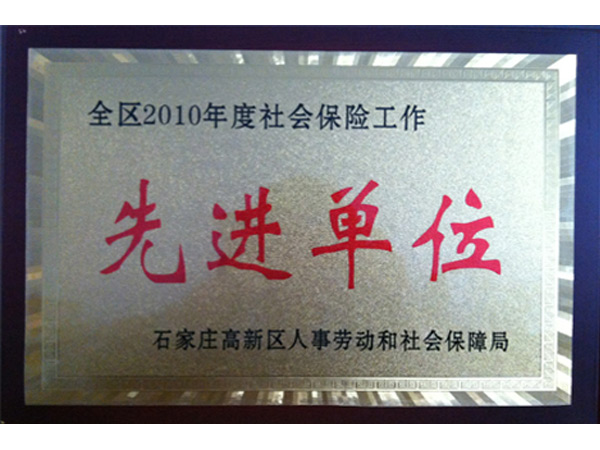 全区2010年度社会保险工作
先进单位
石家庄高新区人事劳动和社会保障局